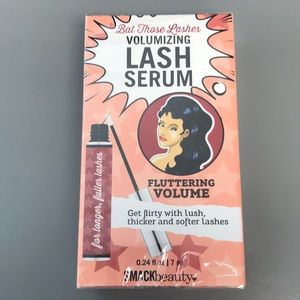 Bat Those Lashes
VOLUMIZING
LASH
SERUM
for longer, fuller lashes
FLUTTERING
VOLUME
Get flirty with lush,
thicker and softer lashes
0.24 fl oz | 7 ml
SMACKbeauty